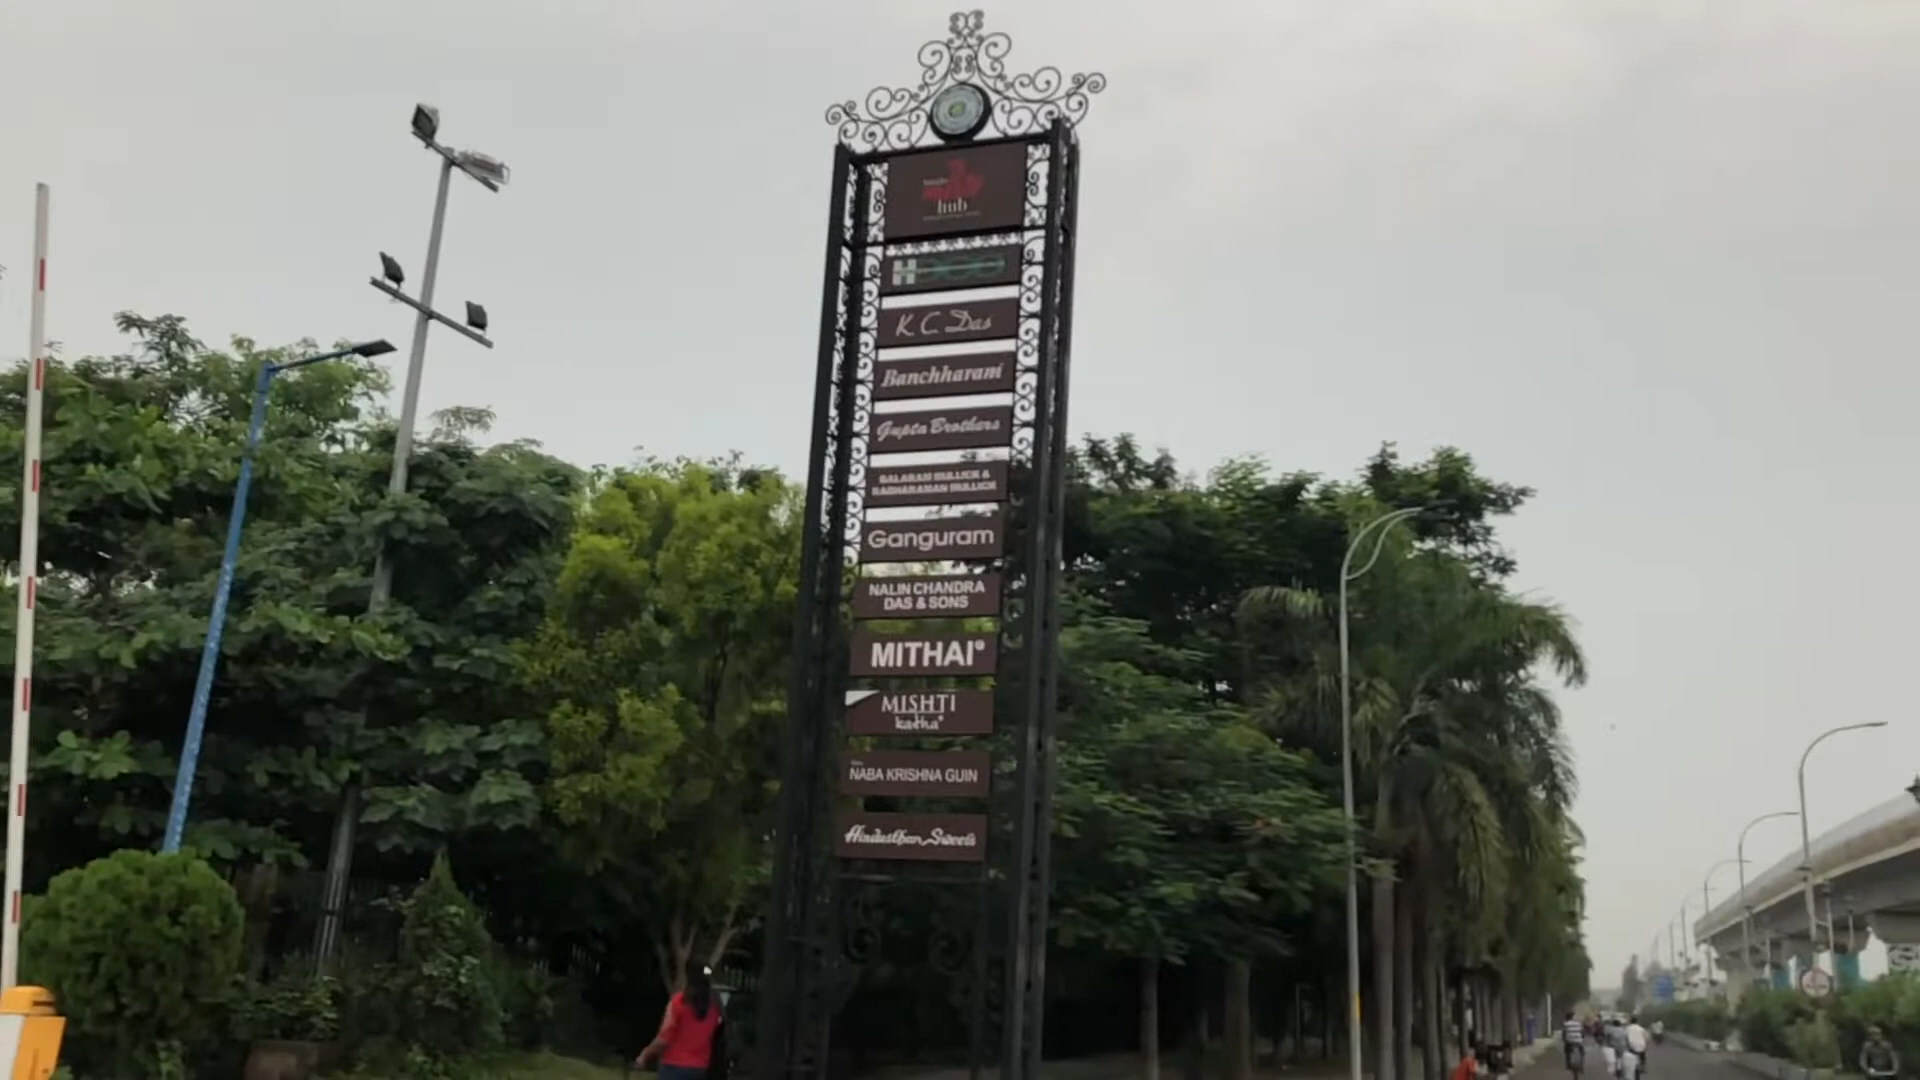 hub
K. C. Das
Banchharam
Gupta Brothers
BALARAM MULLICK &
RADHARAMAN MULLICK
Ganguram
NALIN CHANDRA
DAS & SONS
MITHAI®
MISHTI
katha®
NABA KRISHNA GUIN
Hindusthan Sweets